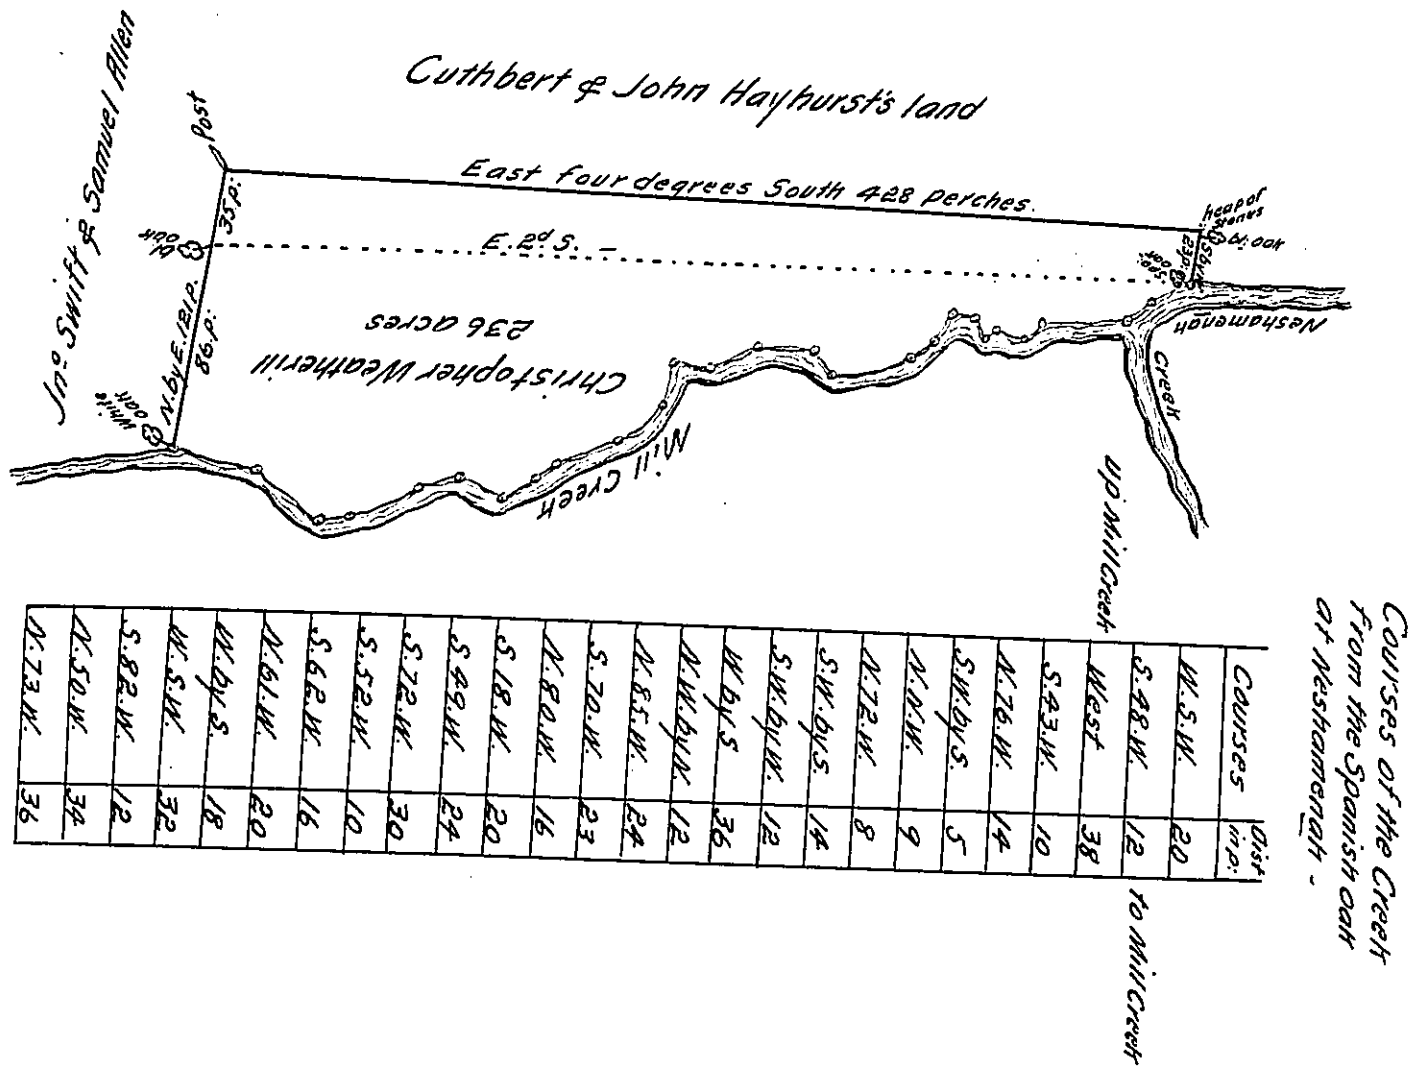 Cuthbert & John Hayhurst's land
Jnº Swift & Samuel Allen
Post
East four degrees South 428 Perches.
heap of
stones
Bl: oak
23p:
Spa:
oak
35 p:
Bl
oak
E. 2d S. –
N. by E. 121 P.
86. P:
White
oak
Christopher Weatherill
236 acres
Mill Creek
Neshamenah
Creek
Courses of the Creek
from the Spanish oak
at Neshamenah -
Courses Dist in p:
W.S.W. 20
S.48.W. 12 to Mill Creek
up Mill Creek West 38
S.43.W. 10
N.76.W. 14
S.W. by S. 5
N.N.W. 9
N.72.W. 8
S.W. by S. 14
S.W. by W. 12
W by S 36
N.W. by N. 12
N.85.W. 24
S.70.W. 23
N.80.W. 16
S.18.W. 20
S.49.W. 24
S.72.W. 30
S.52.W. 10
S.62.W. 16
N.61.W. 20
W. by S. 18
W.S.W. 32
S.82.W. 12
N.50.W. 34
N.73.W. 36